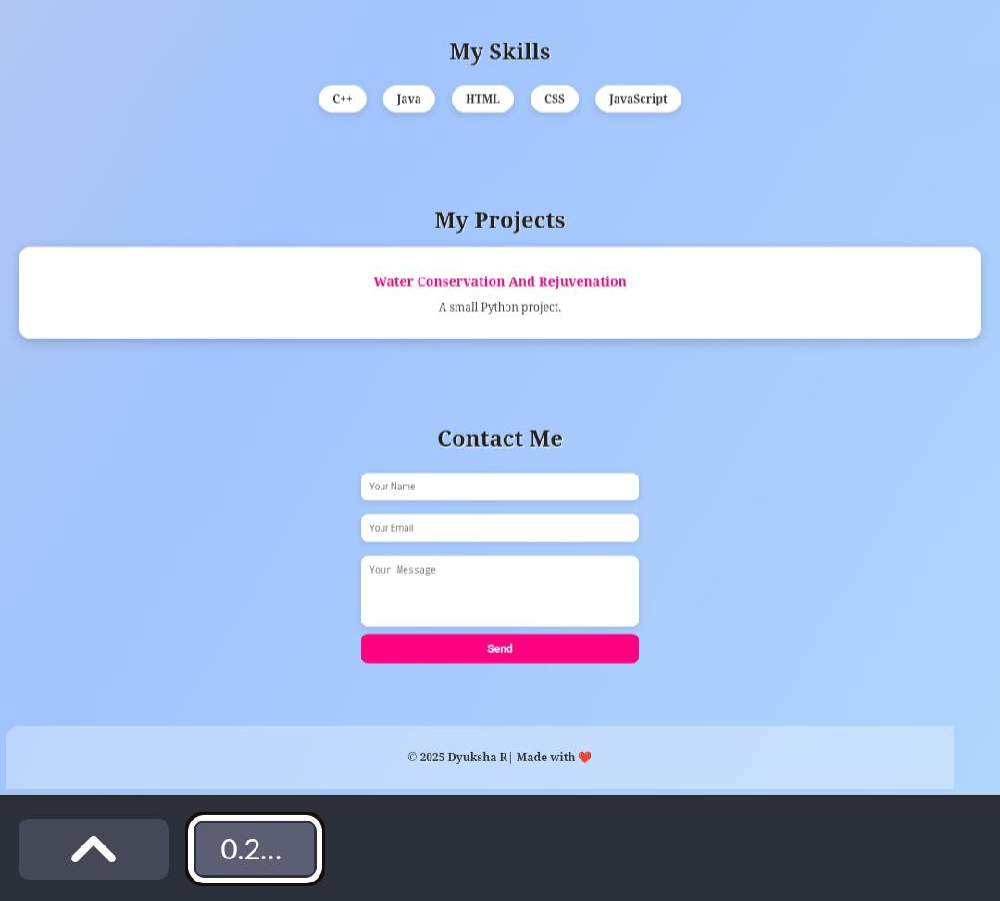 My Skills
C++ Java HTML CSS JavaScript
My Projects
Water Conservation And Rejuvenation
A small Python project.
Contact Me
Your Name
Your Email
Your Message
Send
© 2025 Dyuksha R| Made with ❤️
0.2...